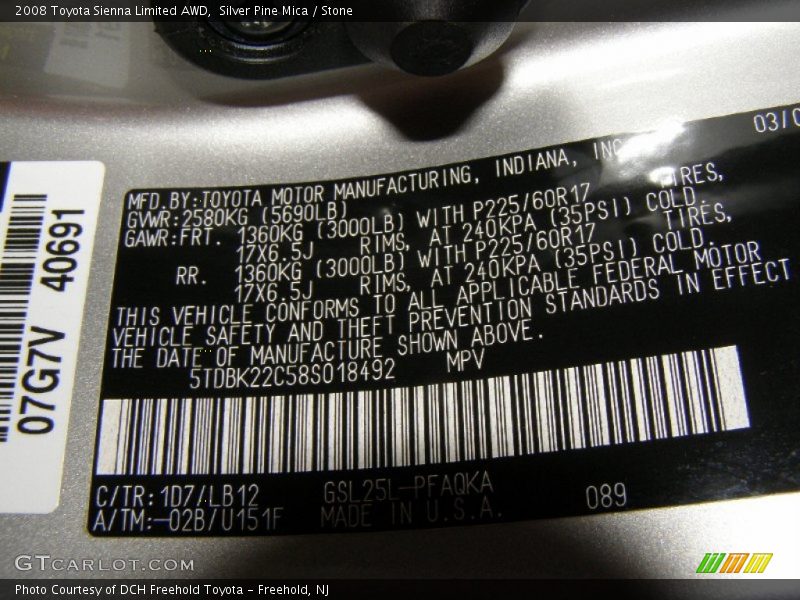 2008 Toyota Sienna Limited AWD,  Silver Pine Mica / Stone
03/0
MFD.BY:TOYOTA MOTOR MANUFACTURING, INDIANA, INC
GVWR:2580KG (5690LB)
GAWR:FRT. 1360KG (3000LB) WITH P225/60R17 TIRES,
17X6.5J RIMS, AT 240KPA (35PSI) COLD.
RR. 1360KG (3000LB) WITH P225/60R17 TIRES,
17X6.5J RIMS, AT 240KPA (35PSI) COLD.
THIS VEHICLE CONFORMS TO ALL APPLICABLE FEDERAL MOTOR
VEHICLE SAFETY AND THEFT PREVENTION STANDARDS IN EFFECT
THE DATE OF MANUFACTURE SHOWN ABOVE.
5TDBK22C58S018492 MPV
C/TR:1D7/LB12 GSL25L-PFAQKA 089
A/TM:-02B/U151F MADE IN U.S.A.
07G7V 40691
GTCARLOT.COM
Photo Courtesy of DCH Freehold Toyota - Freehold, NJ